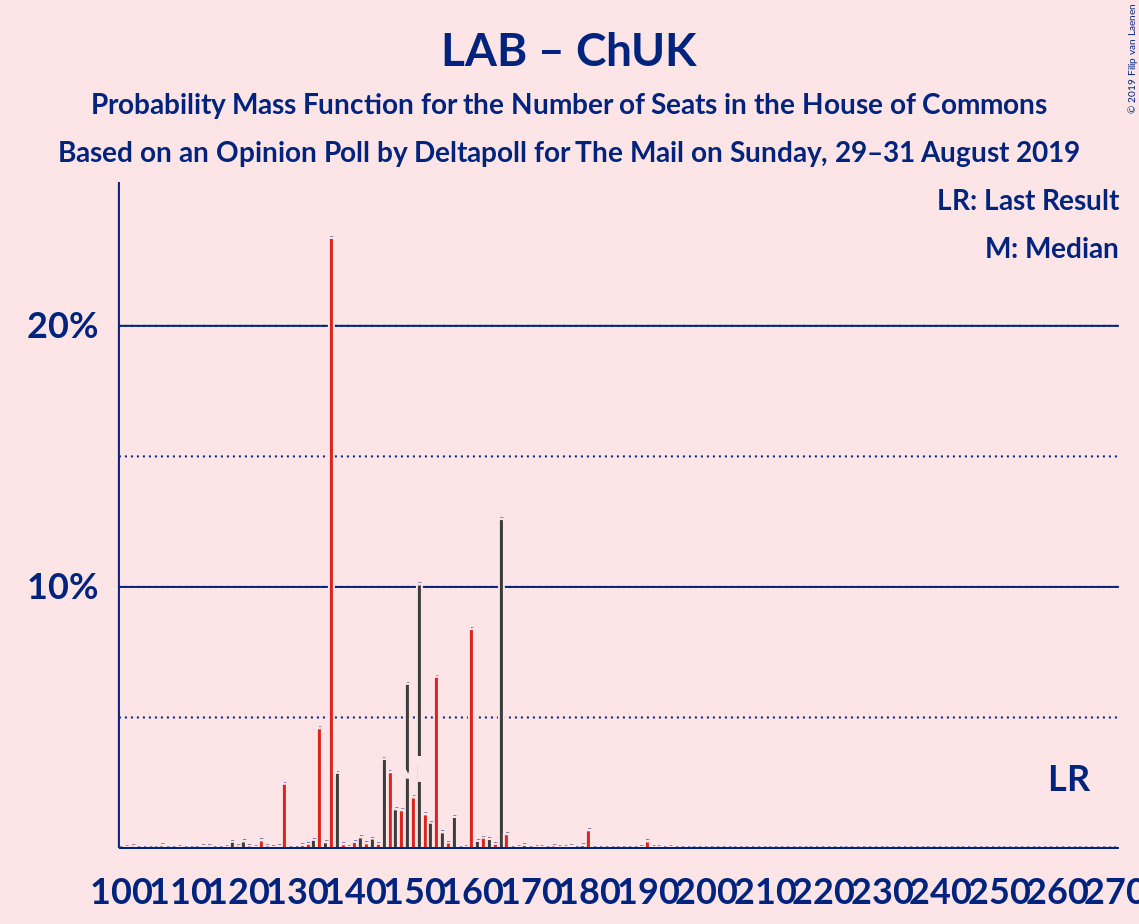 © 2019 Filip van Laenen
LAB – ChUK
Probability Mass Function for the Number of Seats in the House of Commons
Based on an Opinion Poll by Deltapoll for The Mail on Sunday, 29–31 August 2019
LR: Last Result
M: Median
20%
10%
LR
100 110 120 130 140 150 160 170 180 190 200 210 220 230 240 250 260 270